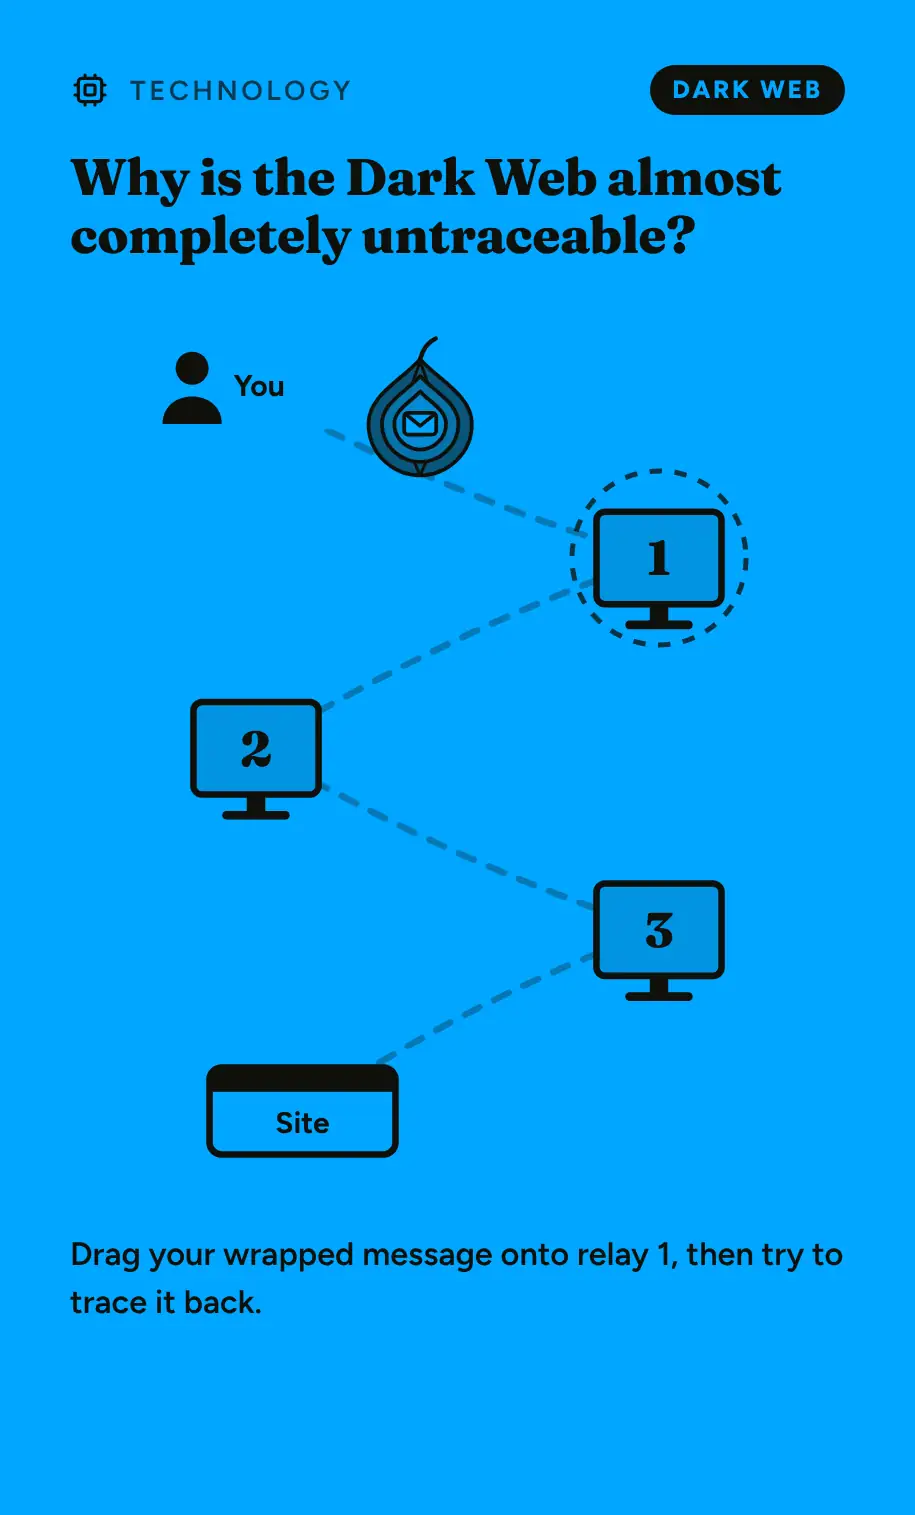 TECHNOLOGY
DARK WEB
Why is the Dark Web almost
completely untraceable?
You
1
2
3
Site
Drag your wrapped message onto relay 1, then try to
trace it back.